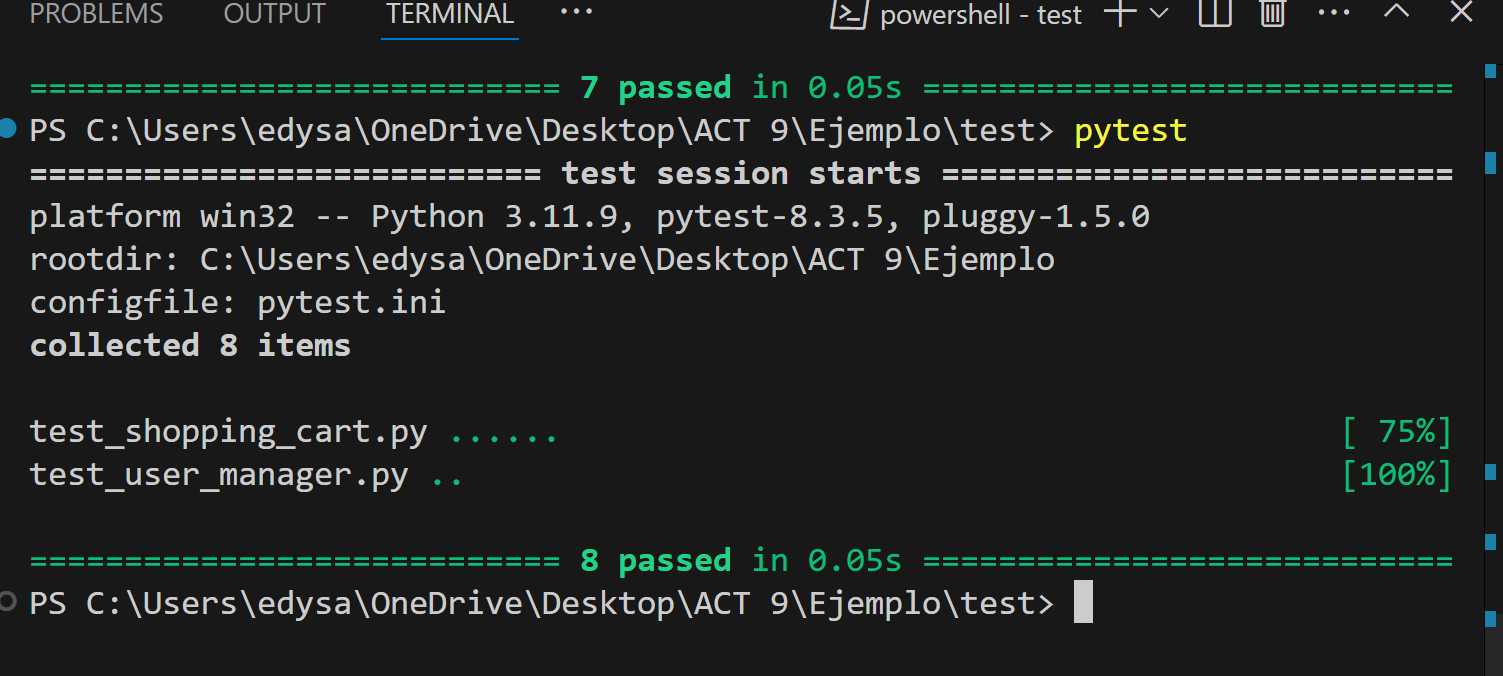 PROBLEMS OUTPUT TERMINAL ··· powershell - test
============================ 7 passed in 0.05s ============================
PS C:\Users\edysa\OneDrive\Desktop\ACT 9\Ejemplo\test> pytest
=========================== test session starts ===========================
platform win32 -- Python 3.11.9, pytest-8.3.5, pluggy-1.5.0
rootdir: C:\Users\edysa\OneDrive\Desktop\ACT 9\Ejemplo
configfile: pytest.ini
collected 8 items
test_shopping_cart.py ...... [ 75%]
test_user_manager.py .. [100%]
============================ 8 passed in 0.05s ============================
PS C:\Users\edysa\OneDrive\Desktop\ACT 9\Ejemplo\test>